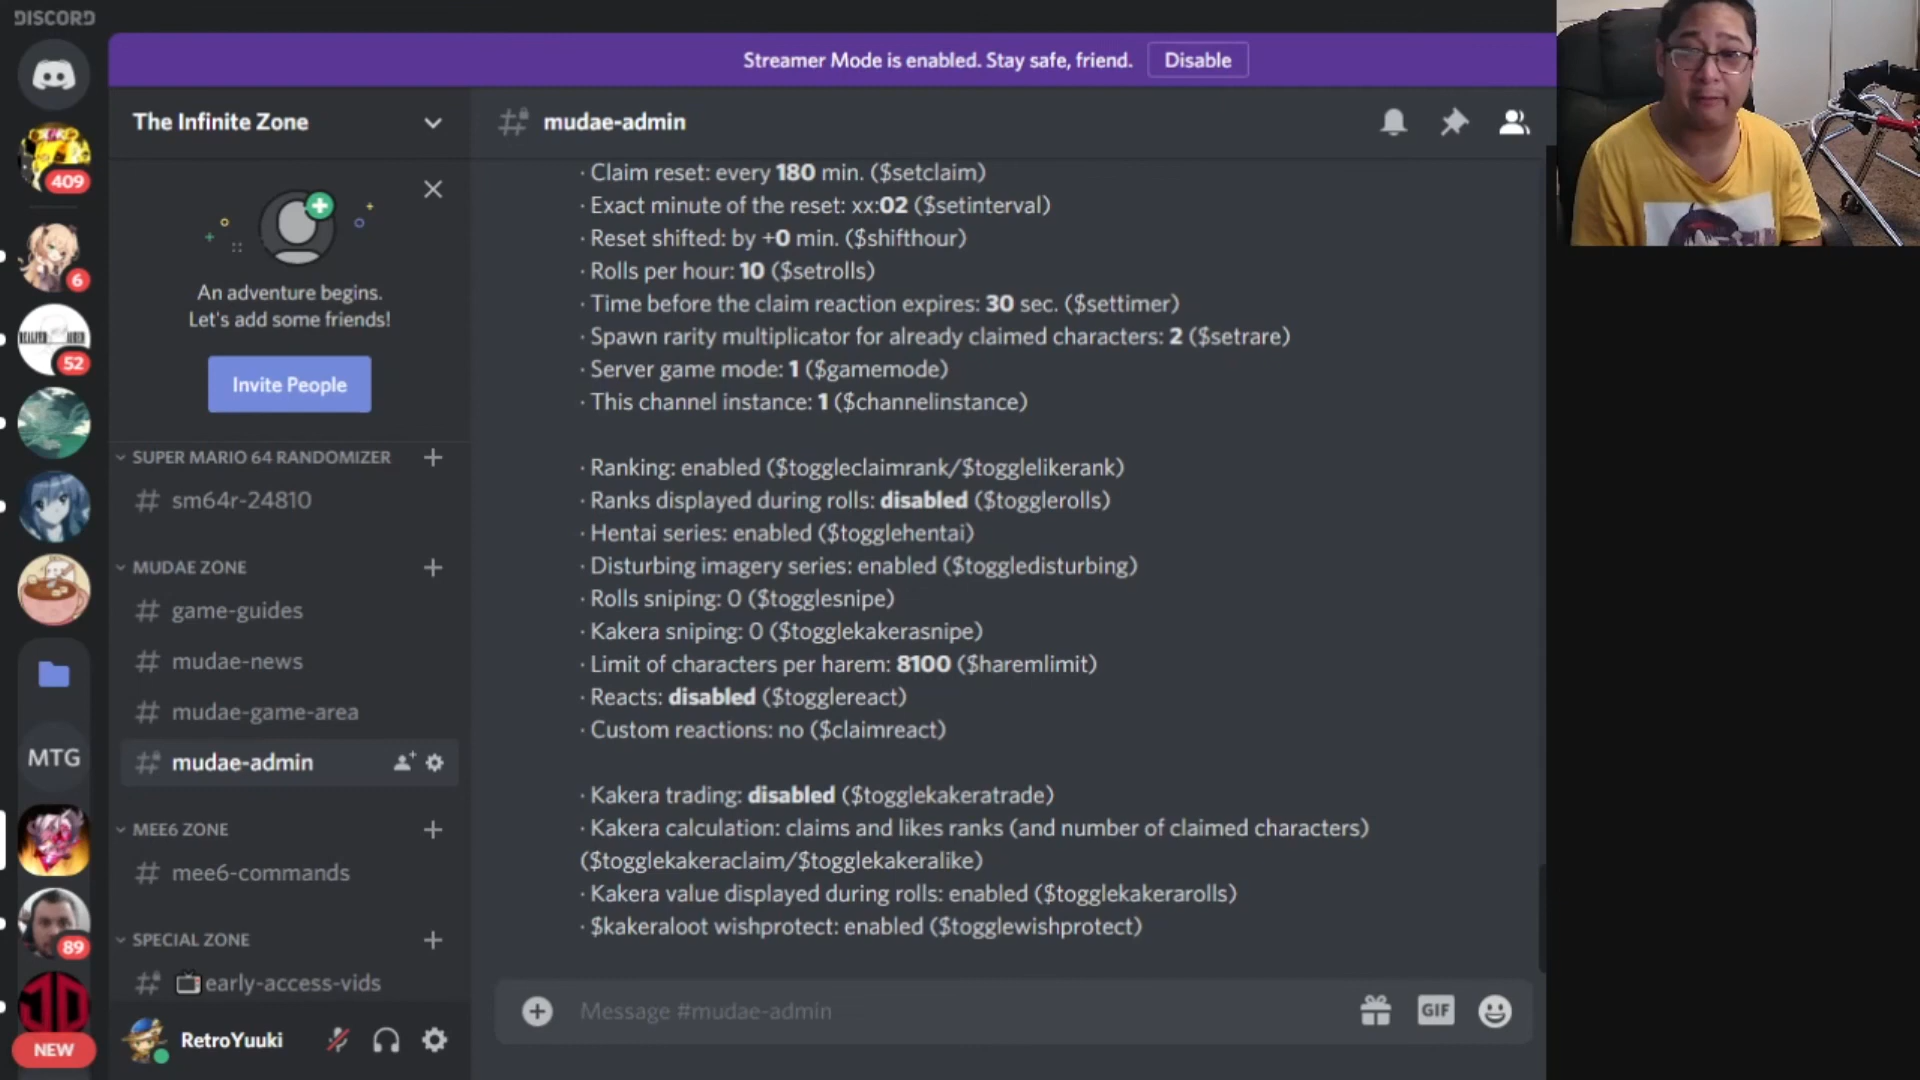 DISCORD
Streamer Mode is enabled. Stay safe, friend.
Disable
409
6
52
MTG
89
NEW
The Infinite Zone
An adventure begins.
Let's add some friends!
Invite People
SUPER MARIO 64 RANDOMIZER
sm64r-24810
MUDAE ZONE
game-guides
mudae-news
mudae-game-area
mudae-admin
MEE6 ZONE
mee6-commands
SPECIAL ZONE
early-access-vids
RetroYuuki
mudae-admin
· Claim reset: every 180 min. ($setclaim)
· Exact minute of the reset: xx:02 ($setinterval)
· Reset shifted: by +0 min. ($shifthour)
· Rolls per hour: 10 ($setrolls)
· Time before the claim reaction expires: 30 sec. ($settimer)
· Spawn rarity multiplicator for already claimed characters: 2 ($setrare)
· Server game mode: 1 ($gamemode)
· This channel instance: 1 ($channelinstance)
· Ranking: enabled ($toggleclaimrank/$togglelikerank)
· Ranks displayed during rolls: disabled ($togglerolls)
· Hentai series: enabled ($togglehentai)
· Disturbing imagery series: enabled ($toggledisturbing)
· Rolls sniping: 0 ($togglesnipe)
· Kakera sniping: 0 ($togglekakerasnipe)
· Limit of characters per harem: 8100 ($haremlimit)
· Reacts: disabled ($togglereact)
· Custom reactions: no ($claimreact)
· Kakera trading: disabled ($togglekakeratrade)
· Kakera calculation: claims and likes ranks (and number of claimed characters)
($togglekakeraclaim/$togglekakeralike)
· Kakera value displayed during rolls: enabled ($togglekakerarolls)
· $kakeraloot wishprotect: enabled ($togglewishprotect)
Message #mudae-admin
GIF